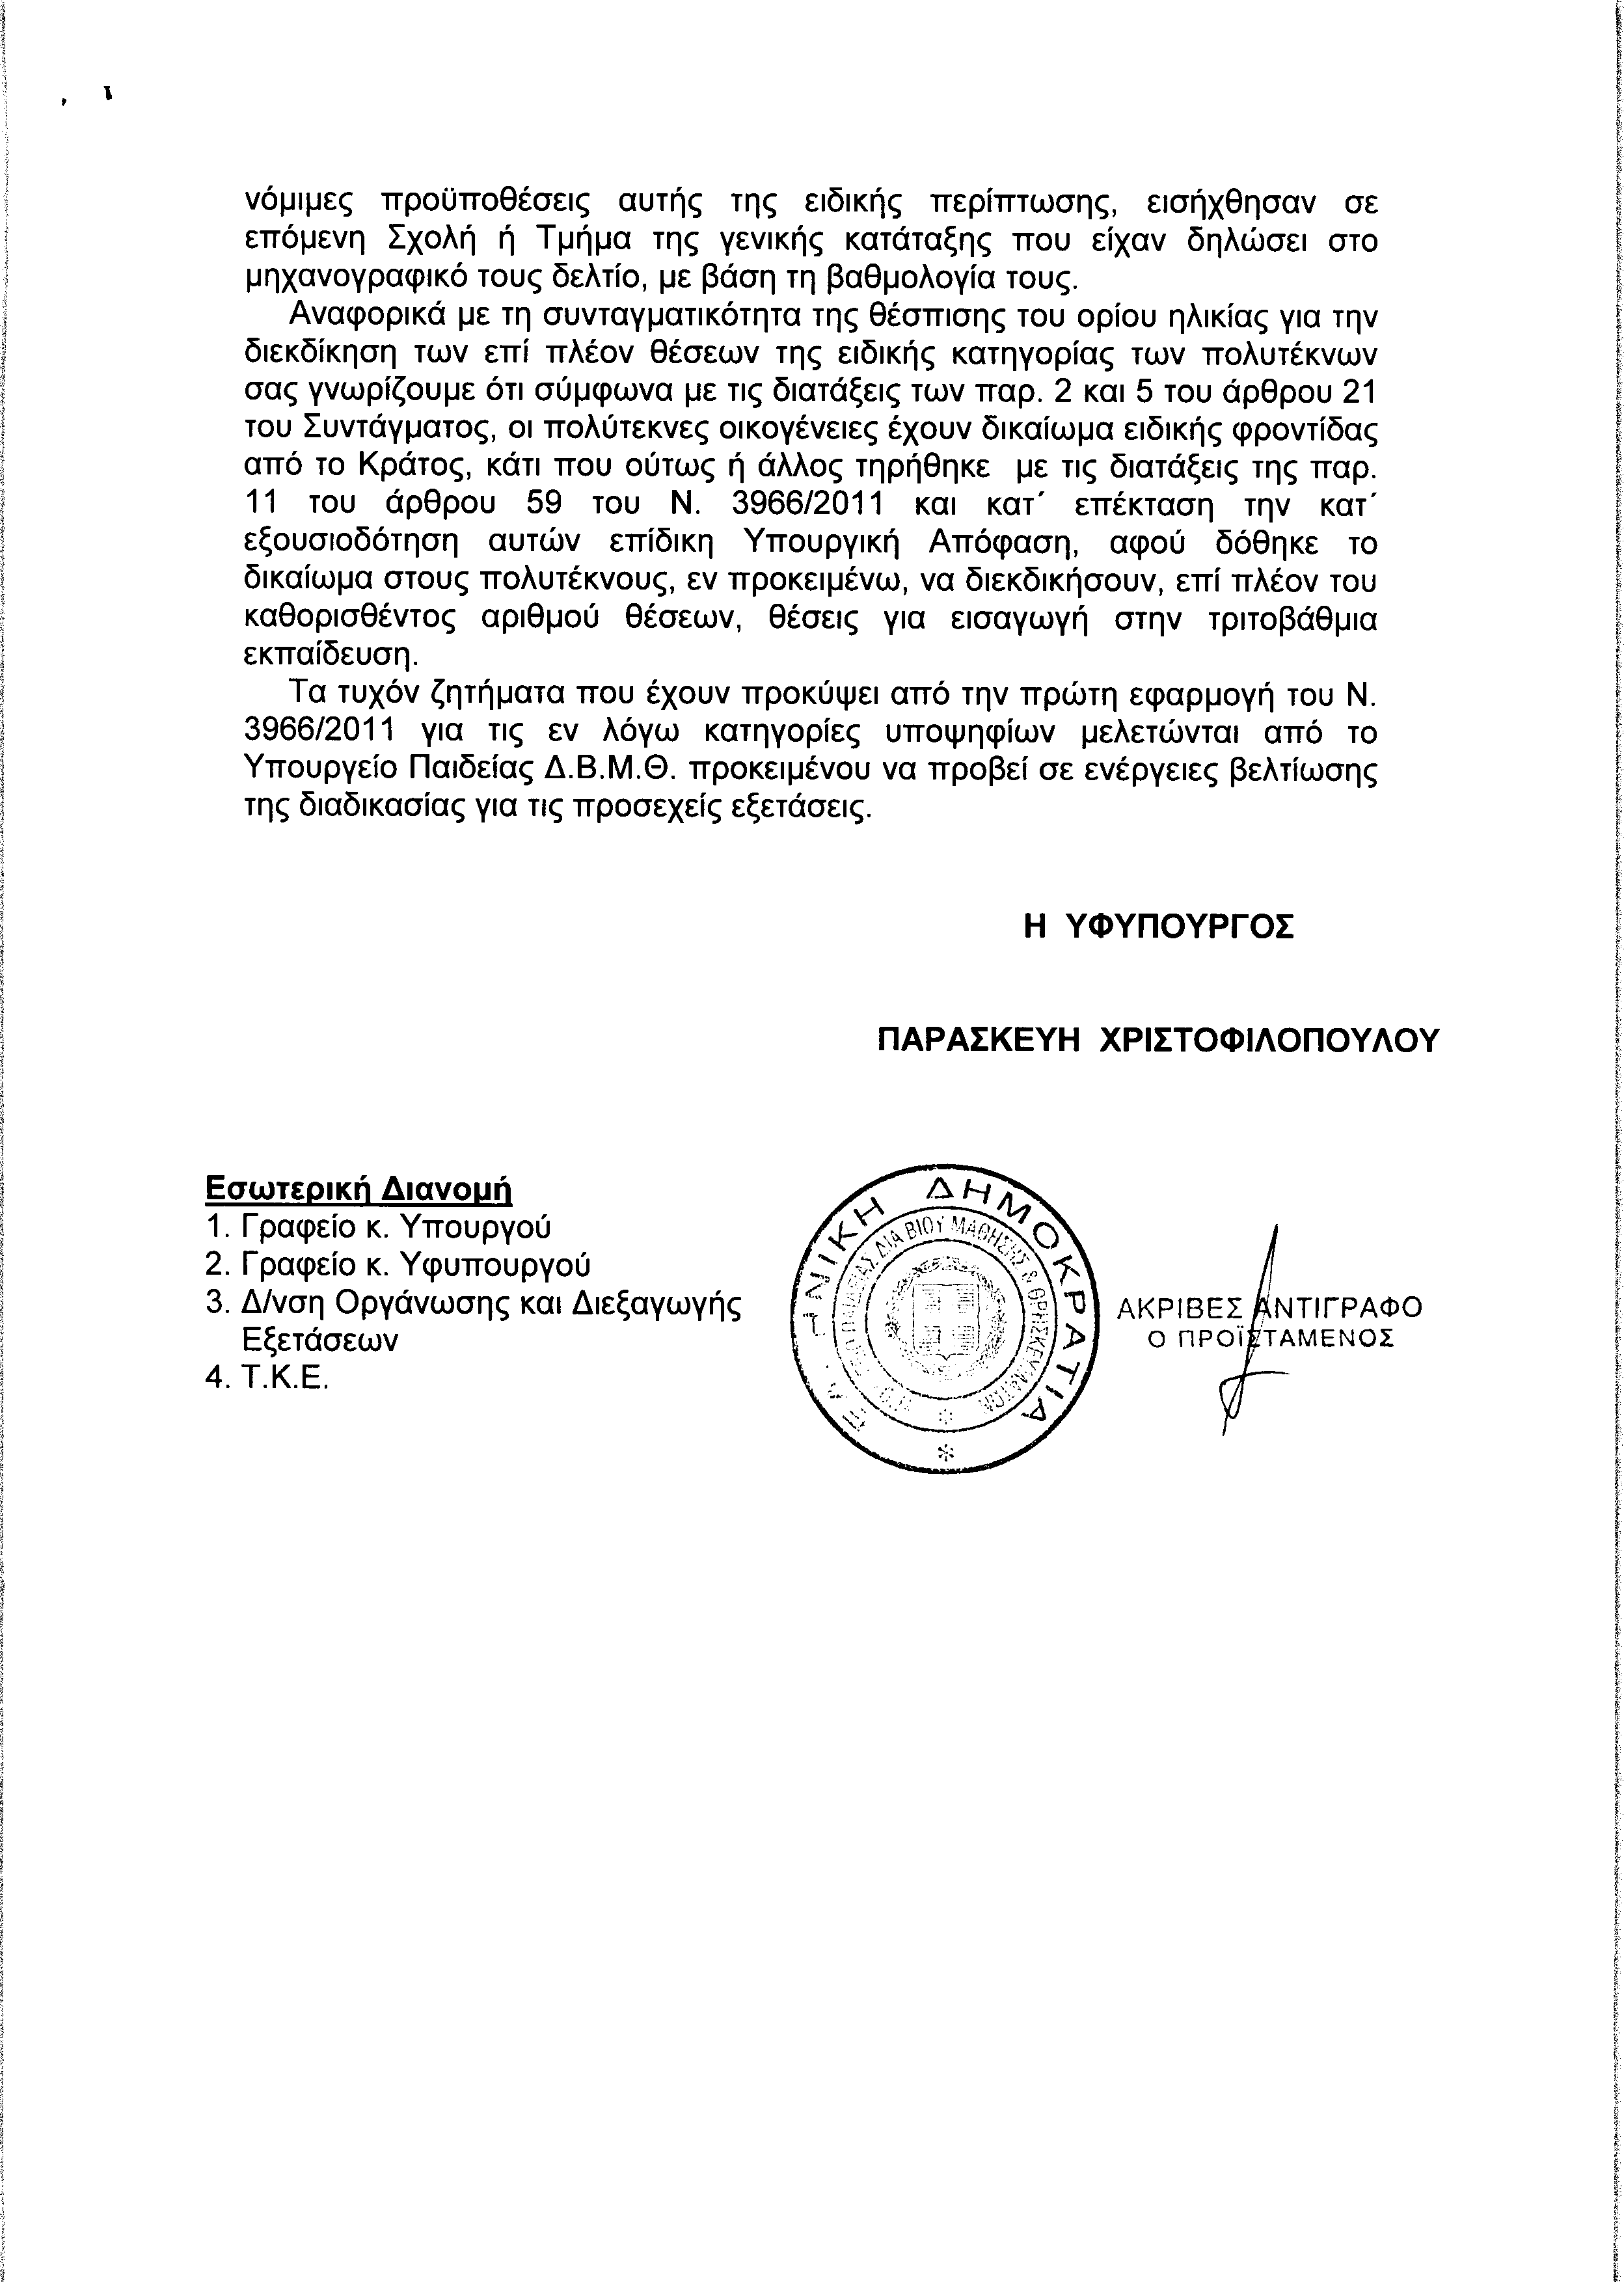 νόμιμες προϋποθέσεις αυτής της ειδικής περίπτωσης, εισήχθησαν σε
επόμενη Σχολή ή Τμήμα της γενικής κατάταξης που είχαν δηλώσει στο
μηχανογραφικό τους δελτίο, με βάση τη βαθμολογία τους.
Αναφορικά με τη συνταγματικότητα της θέσπισης του ορίου ηλικίας για την
διεκδίκηση των επί πλέον θέσεων της ειδικής κατηγορίας των πολυτέκνων
σας γνωρίζουμε ότι σύμφωνα με τις διατάξεις των παρ. 2 και 5 του άρθρου 21
του Συντάγματος, οι πολύτεκνες οικογένειες έχουν δικαίωμα ειδικής φροντίδας
από το Κράτος, κάτι που ούτως ή άλλος τηρήθηκε με τις διατάξεις της παρ.
11 του άρθρου 59 του Ν. 3966/2011 και κατ΄ επέκταση την κατ΄
εξουσιοδότηση αυτών επίδικη Υπουργική Απόφαση, αφού δόθηκε το
δικαίωμα στους πολυτέκνους, εν προκειμένω, να διεκδικήσουν, επί πλέον του
καθορισθέντος αριθμού θέσεων, θέσεις για εισαγωγή στην τριτοβάθμια
εκπαίδευση.
Τα τυχόν ζητήματα που έχουν προκύψει από την πρώτη εφαρμογή του Ν.
3966/2011 για τις εν λόγω κατηγορίες υποψηφίων μελετώνται από το
Υπουργείο Παιδείας Δ.Β.Μ.Θ. προκειμένου να προβεί σε ενέργειες βελτίωσης
της διαδικασίας για τις προσεχείς εξετάσεις.
Η ΥΦΥΠΟΥΡΓΟΣ
ΠΑΡΑΣΚΕΥΗ ΧΡΙΣΤΟΦΙΛΟΠΟΥΛΟΥ
Εσωτερική Διανομή
1. Γραφείο κ. Υπουργού
2. Γραφείο κ. Υφυπουργού
3. Δ/νση Οργάνωσης και Διεξαγωγής
Εξετάσεων
4. Τ.Κ.Ε.
ΔΗΜΟΚΡΑΤΙΑ
ΔΙΑ ΒΙΟΥ ΜΑΘΗΣΗΣ & ΘΡΗΣΚΕΥΜΑΤΩΝ
ΑΚΡΙΒΕΣ ΑΝΤΙΓΡΑΦΟ
Ο ΠΡΟΪΣΤΑΜΕΝΟΣ